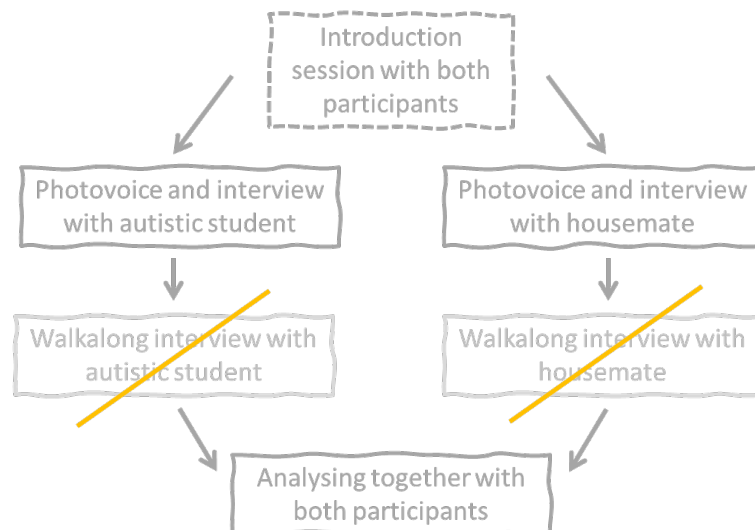 Introduction
session with both
participants
Photovoice and interview
with autistic student
Photovoice and interview
with housemate
Walkalong interview with
autistic student
Walkalong interview with
housemate
Analysing together with
both participants